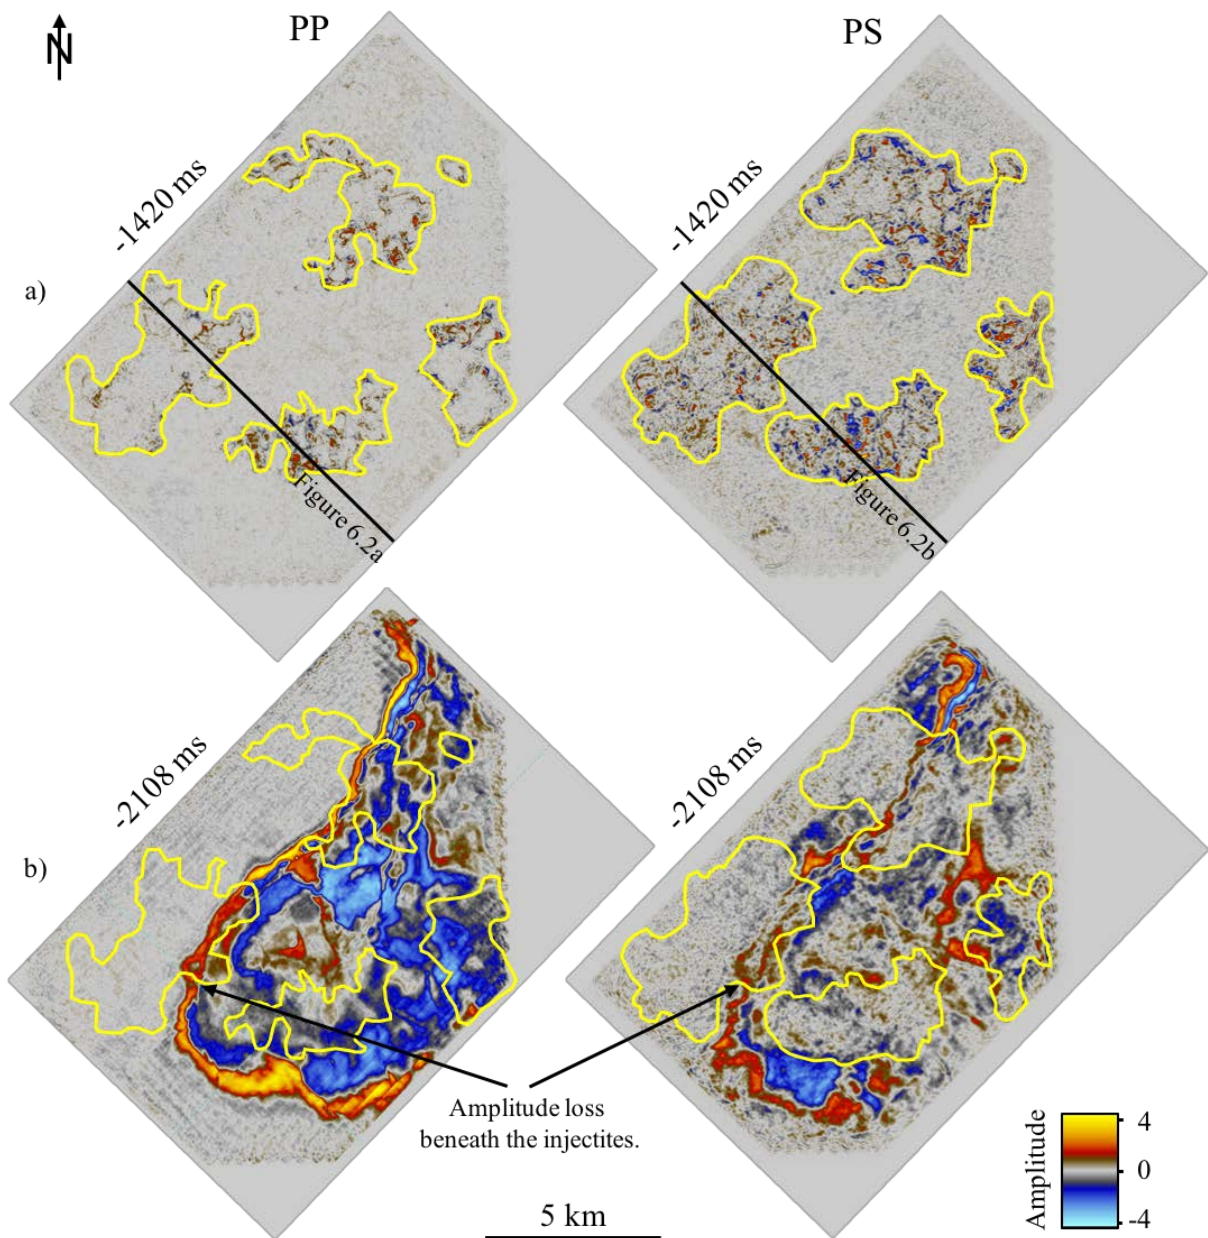 N
PP
PS
-1420 ms
-1420 ms
a)
Figure 6.2a
Figure 6.2b
-2108 ms
-2108 ms
b)
Amplitude loss
beneath the injectites.
5 km
Amplitude
4
0
-4